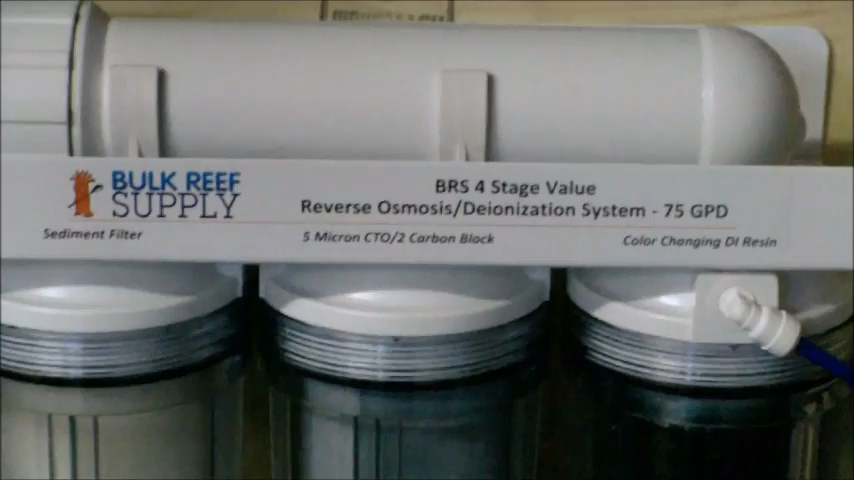 BULK REEF
SUPPLY
BRS 4 Stage Value
Reverse Osmosis/Deionization System - 75 GPD
Sediment Filter
5 Micron CTO/2 Carbon Block
Color Changing DI Resin